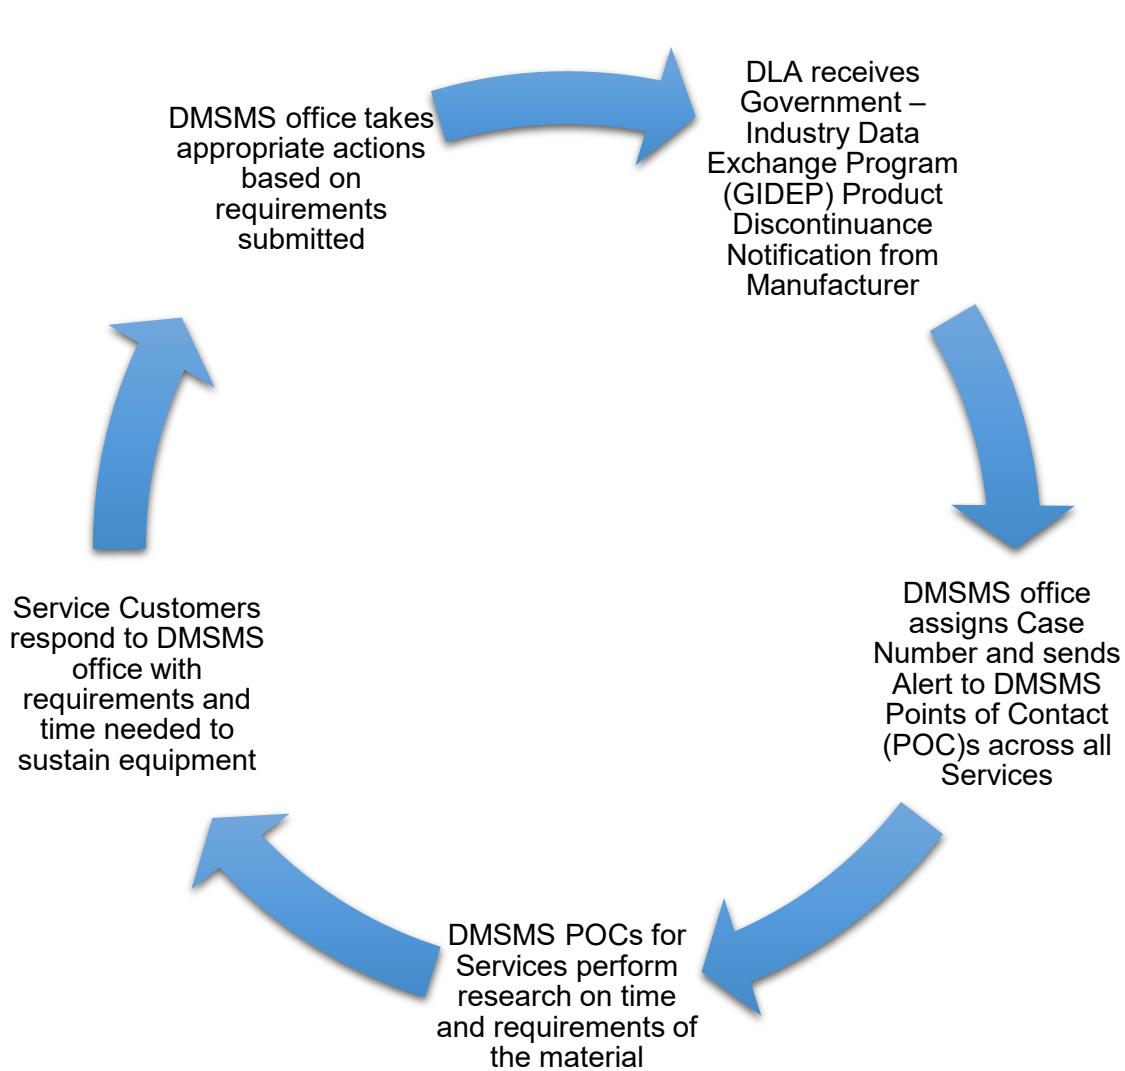 DMSMS office takes
appropriate actions
based on
requirements
submitted
DLA receives
Government –
Industry Data
Exchange Program
(GIDEP) Product
Discontinuance
Notification from
Manufacturer
DMSMS office
assigns Case
Number and sends
Alert to DMSMS
Points of Contact
(POC)s across all
Services
DMSMS POCs for
Services perform
research on time
and requirements of
the material
Service Customers
respond to DMSMS
office with
requirements and
time needed to
sustain equipment